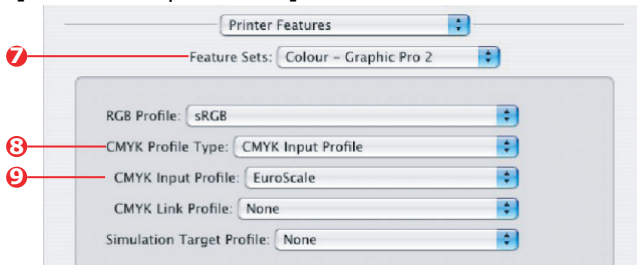 Printer Features
7 Feature Sets: Colour – Graphic Pro 2
RGB Profile: sRGB
8 CMYK Profile Type: CMYK Input Profile
9 CMYK Input Profile: EuroScale
CMYK Link Profile: None
Simulation Target Profile: None